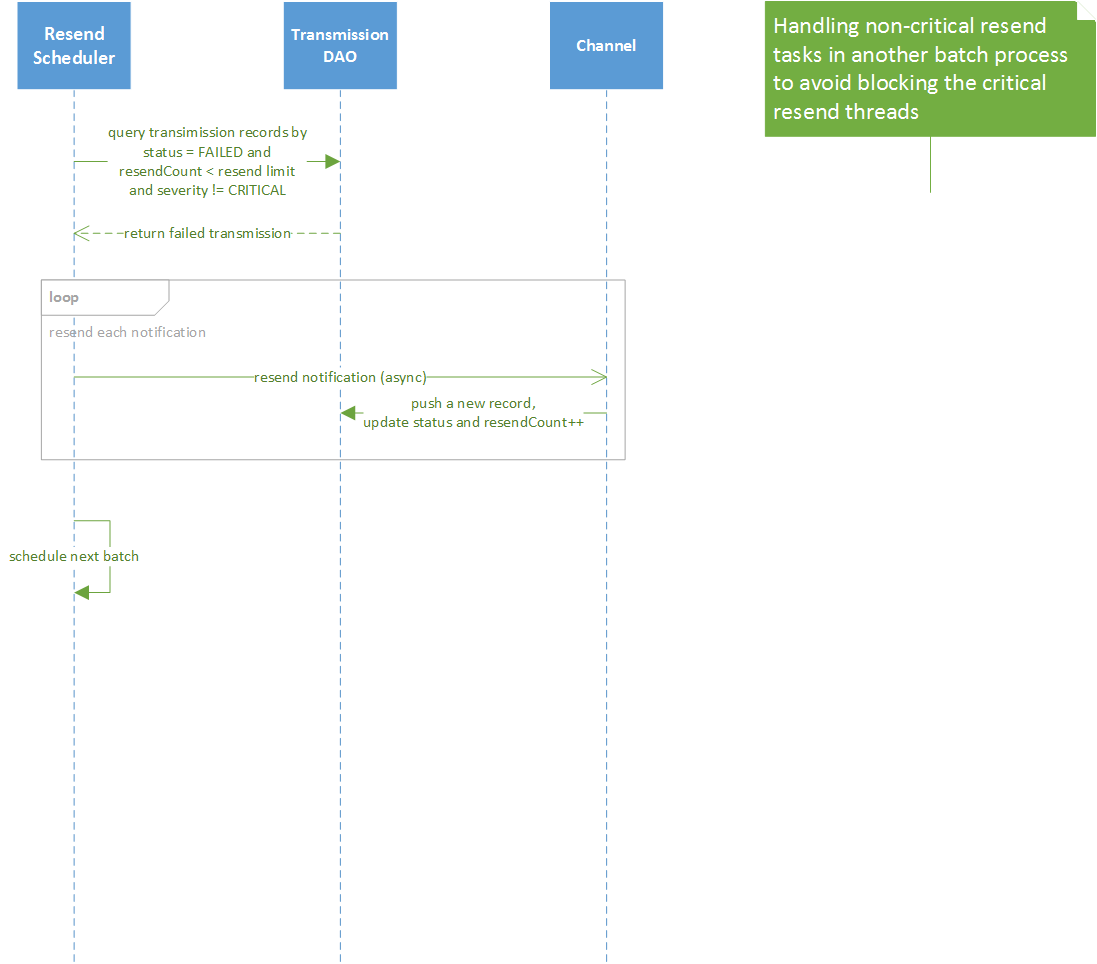 Resend
Scheduler
Transmission
DAO
Channel
Handling non-critical resend
tasks in another batch process
to avoid blocking the critical
resend threads
query transimission records by
status = FAILED and
resendCount < resend limit
and severity != CRITICAL
return failed transmission
loop
resend each notification
resend notification (async)
push a new record,
update status and resendCount++
schedule next batch